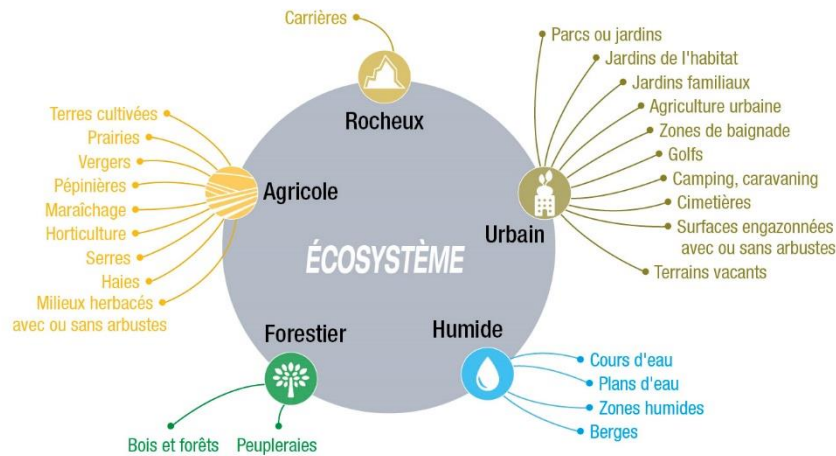 Carrières
Rocheux
Parcs ou jardins
Jardins de l'habitat
Jardins familiaux
Agriculture urbaine
Zones de baignade
Golfs
Camping, caravaning
Cimetières
Surfaces engazonnées
avec ou sans arbustes
Terrains vacants
Urbain
Terres cultivées
Prairies
Vergers
Pépinières
Maraîchage
Horticulture
Serres
Haies
Milieux herbacés
avec ou sans arbustes
Agricole
ÉCOSYSTÈME
Forestier
Bois et forêts
Peupleraies
Humide
Cours d'eau
Plans d'eau
Zones humides
Berges